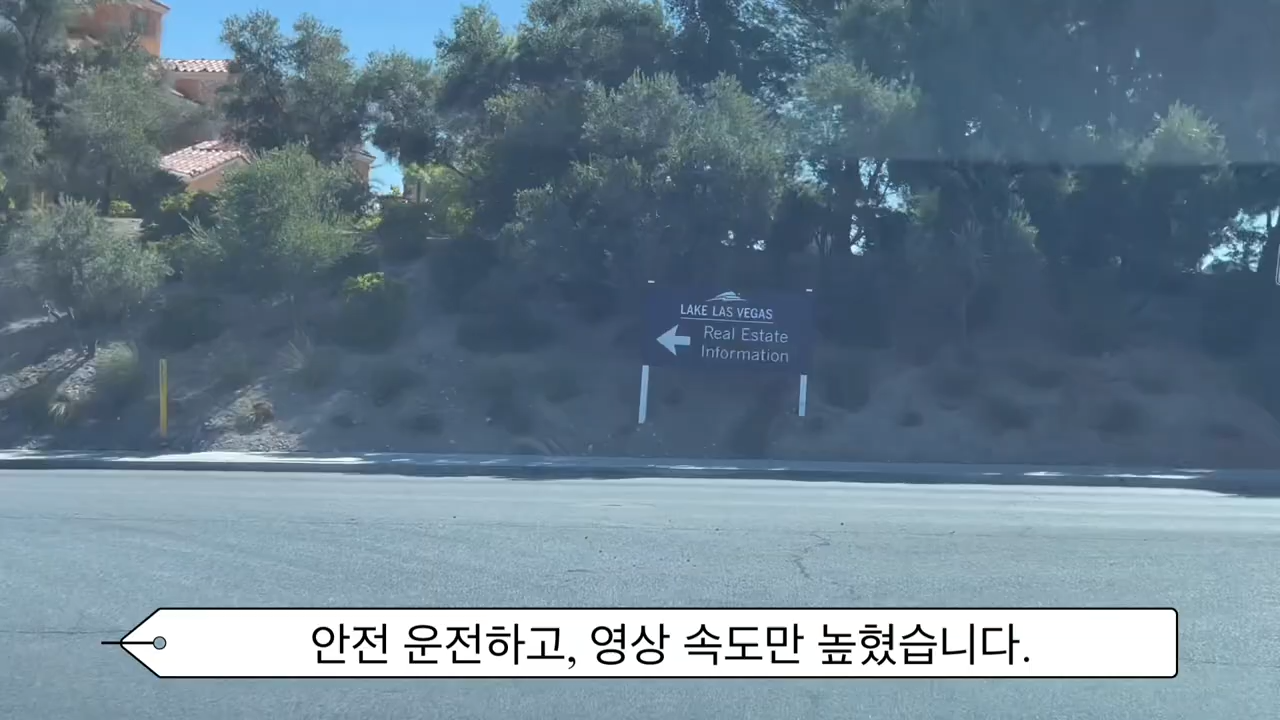 LAKE LAS VEGAS
Real Estate
Information
안전 운전하고, 영상 속도만 높혔습니다.